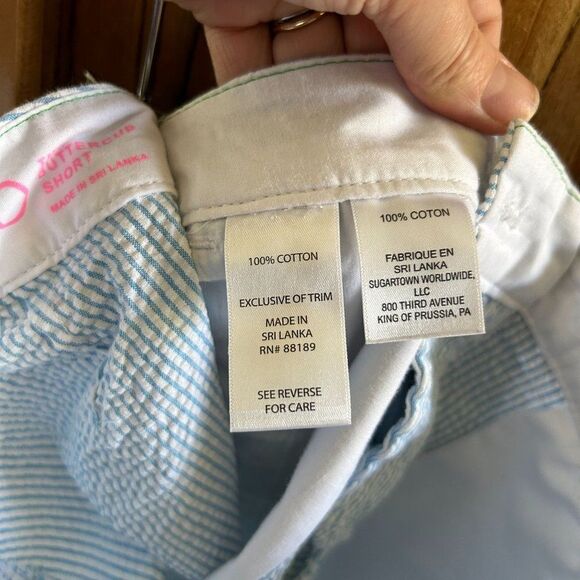 BUTTERCUP
SHORT
MADE IN SRI LANKA
100% COTTON
EXCLUSIVE OF TRIM
MADE IN
SRI LANKA
RN# 88189
SEE REVERSE
FOR CARE
100% COTON
FABRIQUE EN
SRI LANKA
SUGARTOWN WORLDWIDE,
LLC
800 THIRD AVENUE
KING OF PRUSSIA, PA